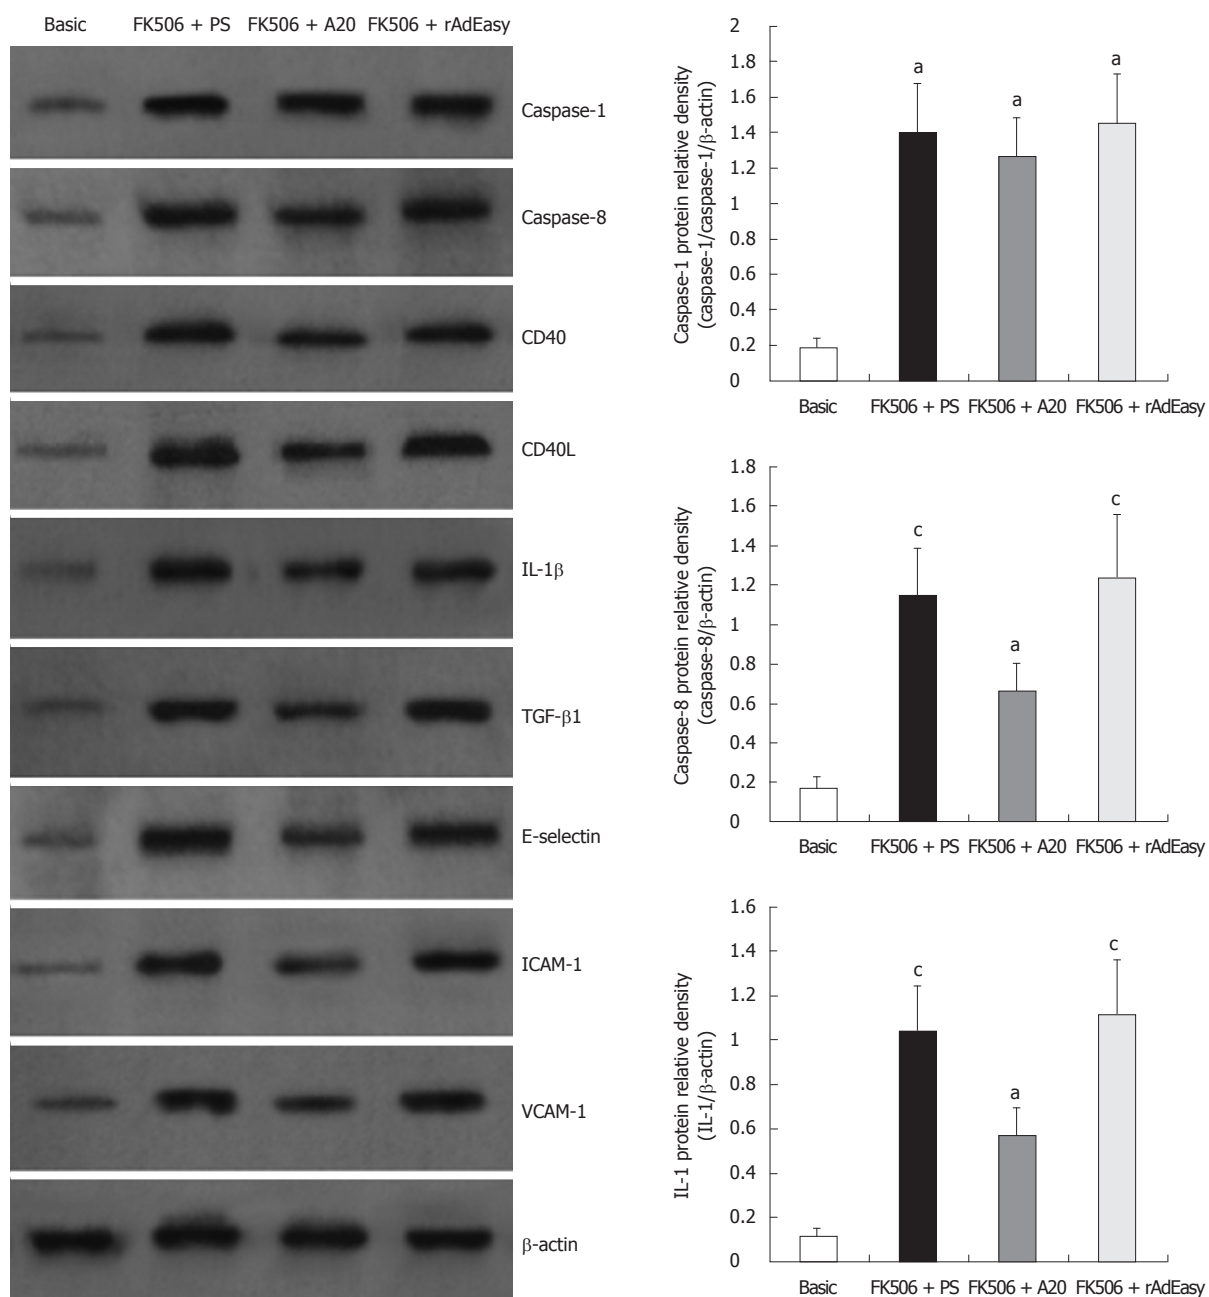 Basic FK506 + PS FK506 + A20 FK506 + rAdEasy
Caspase-1
Caspase-8
CD40
CD40L
IL-1β
TGF-β1
E-selectin
ICAM-1
VCAM-1
β-actin
Caspase-1 protein relative density
(caspase-1/caspase-1/β-actin)
2
1.8
1.6
1.4
1.2
1
0.8
0.6
0.4
0.2
0
a
a
a
Basic FK506 + PS FK506 + A20 FK506 + rAdEasy
Caspase-8 protein relative density
(caspase-8/β-actin)
1.8
1.6
1.4
1.2
1
0.8
0.6
0.4
0.2
0
c
a
c
Basic FK506 + PS FK506 + A20 FK506 + rAdEasy
IL-1 protein relative density
(IL-1/β-actin)
1.6
1.4
1.2
1
0.8
0.6
0.4
0.2
0
c
a
c
Basic FK506 + PS FK506 + A20 FK506 + rAdEasy